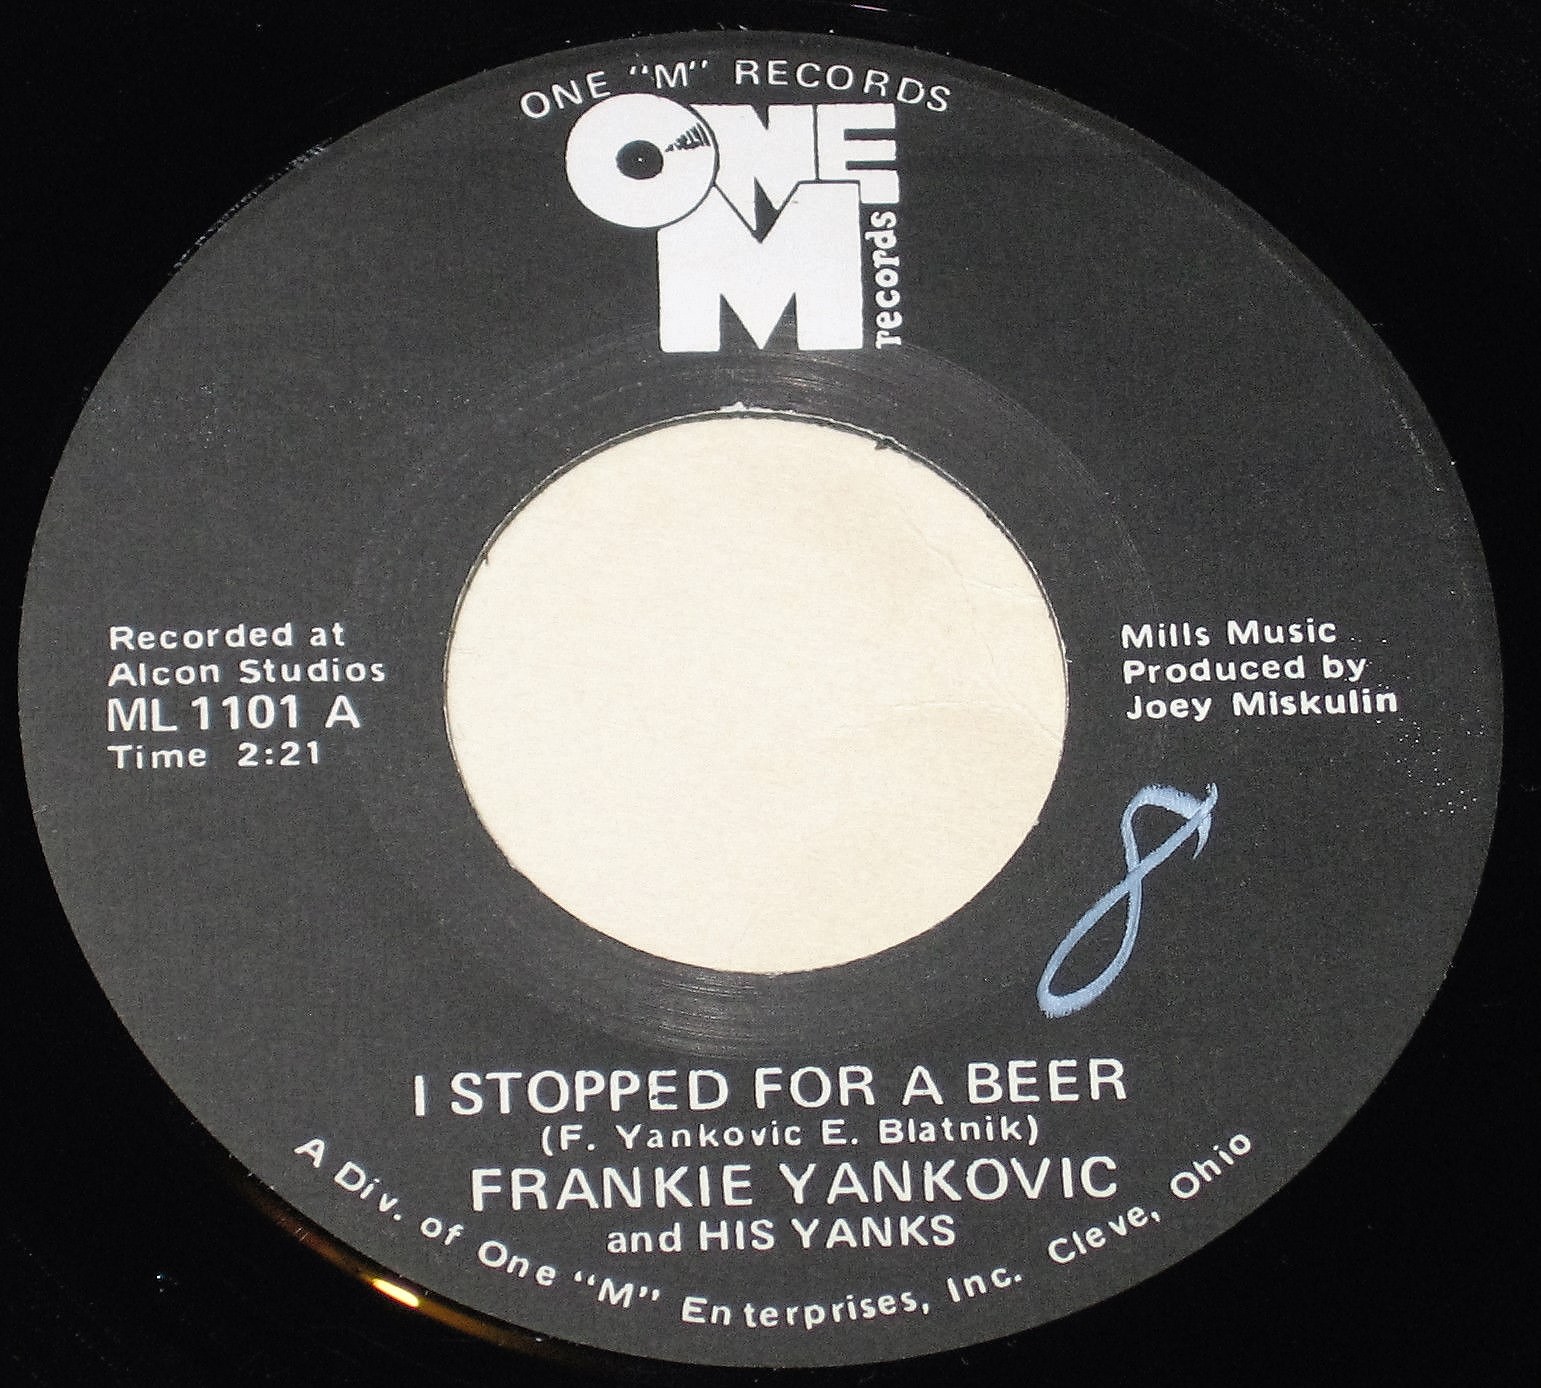 ONE "M" RECORDS
ONE
M
records
Recorded at
Alcon Studios
ML 1101 A
Time 2:21
Mills Music
Produced by
Joey Miskulin
8
I STOPPED FOR A BEER
(F. Yankovic E. Blatnik)
FRANKIE YANKOVIC
and HIS YANKS
A Div. of One "M" Enterprises, Inc. Cleve, Ohio